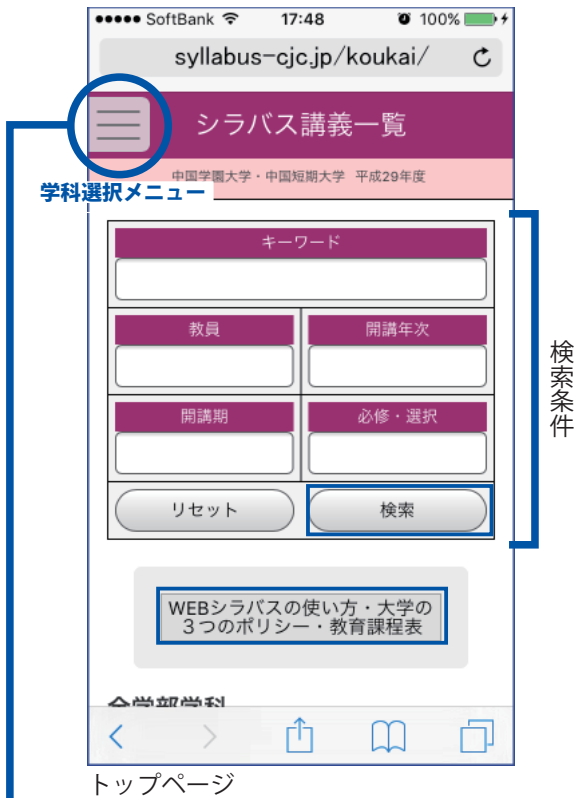 SoftBank 17:48 100%
syllabus-cjc.jp/koukai/
シラバス講義一覧
中国学園大学・中国短期大学 平成29年度
学科選択メニュー
キーワード
教員
開講年次
開講期
必修・選択
リセット
検索
検索条件
WEBシラバスの使い方・大学の
３つのポリシー・教育課程表
全学部学科
トップページ